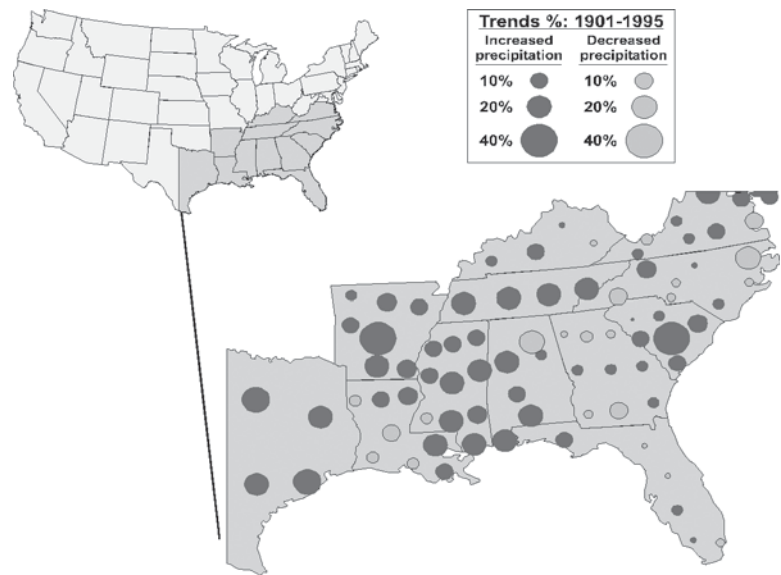 Trends %: 1901-1995
Increased precipitation
Decreased precipitation
10% 10%
20% 20%
40% 40%